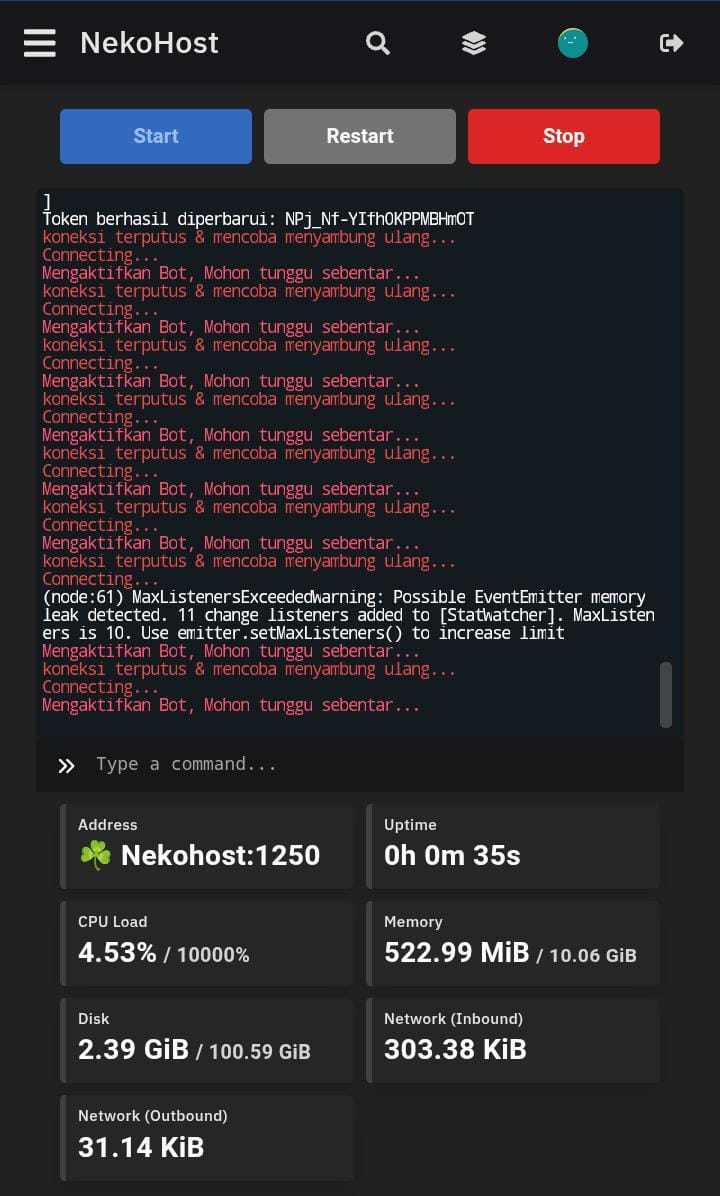 NekoHost
Start
Restart
Stop
]
Token berhasil diperbarui: NPj_Nf-YIfhOKPPMBHmOT
koneksi terputus & mencoba menyambung ulang...
Connecting...
Mengaktifkan Bot, Mohon tunggu sebentar...
koneksi terputus & mencoba menyambung ulang...
Connecting...
Mengaktifkan Bot, Mohon tunggu sebentar...
koneksi terputus & mencoba menyambung ulang...
Connecting...
Mengaktifkan Bot, Mohon tunggu sebentar...
koneksi terputus & mencoba menyambung ulang...
Connecting...
Mengaktifkan Bot, Mohon tunggu sebentar...
koneksi terputus & mencoba menyambung ulang...
Connecting...
Mengaktifkan Bot, Mohon tunggu sebentar...
koneksi terputus & mencoba menyambung ulang...
Connecting...
Mengaktifkan Bot, Mohon tunggu sebentar...
koneksi terputus & mencoba menyambung ulang...
Connecting...
(node:61) MaxListenersExceededWarning: Possible EventEmitter memory
leak detected. 11 change listeners added to [StatWatcher]. MaxListen
ers is 10. Use emitter.setMaxListeners() to increase limit
Mengaktifkan Bot, Mohon tunggu sebentar...
koneksi terputus & mencoba menyambung ulang...
Connecting...
Mengaktifkan Bot, Mohon tunggu sebentar...
Type a command...
Address
☘️ Nekohost:1250
Uptime
0h 0m 35s
CPU Load
4.53% / 10000%
Memory
522.99 MiB / 10.06 GiB
Disk
2.39 GiB / 100.59 GiB
Network (Inbound)
303.38 KiB
Network (Outbound)
31.14 KiB